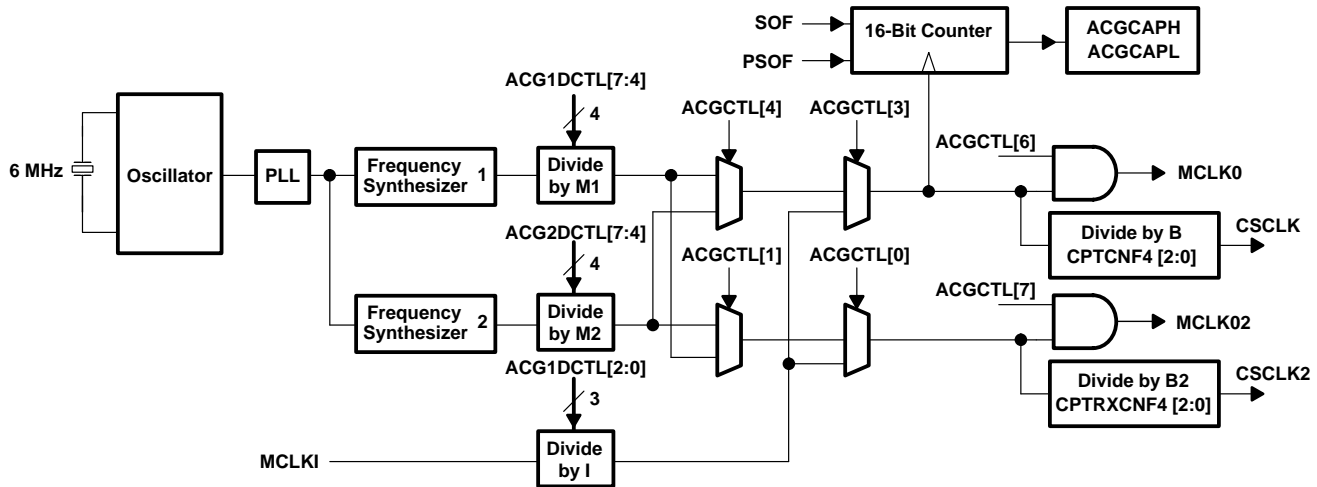 SOF
PSOF
16-Bit Counter
ACGCAPH
ACGCAPL
ACG1DCTL[7:4]
4
ACGCTL[4]
ACGCTL[3]
6 MHz
Oscillator
PLL
Frequency
Synthesizer 1
Divide
by M1
ACGCTL[6]
MCLK0
Divide by B
CPTCNF4 [2:0]
CSCLK
ACG2DCTL[7:4]
4
ACGCTL[1]
ACGCTL[0]
Frequency
Synthesizer 2
Divide
by M2
ACGCTL[7]
MCLK02
Divide by B2
CPTRXCNF4 [2:0]
CSCLK2
ACG1DCTL[2:0]
3
MCLKI
Divide
by I